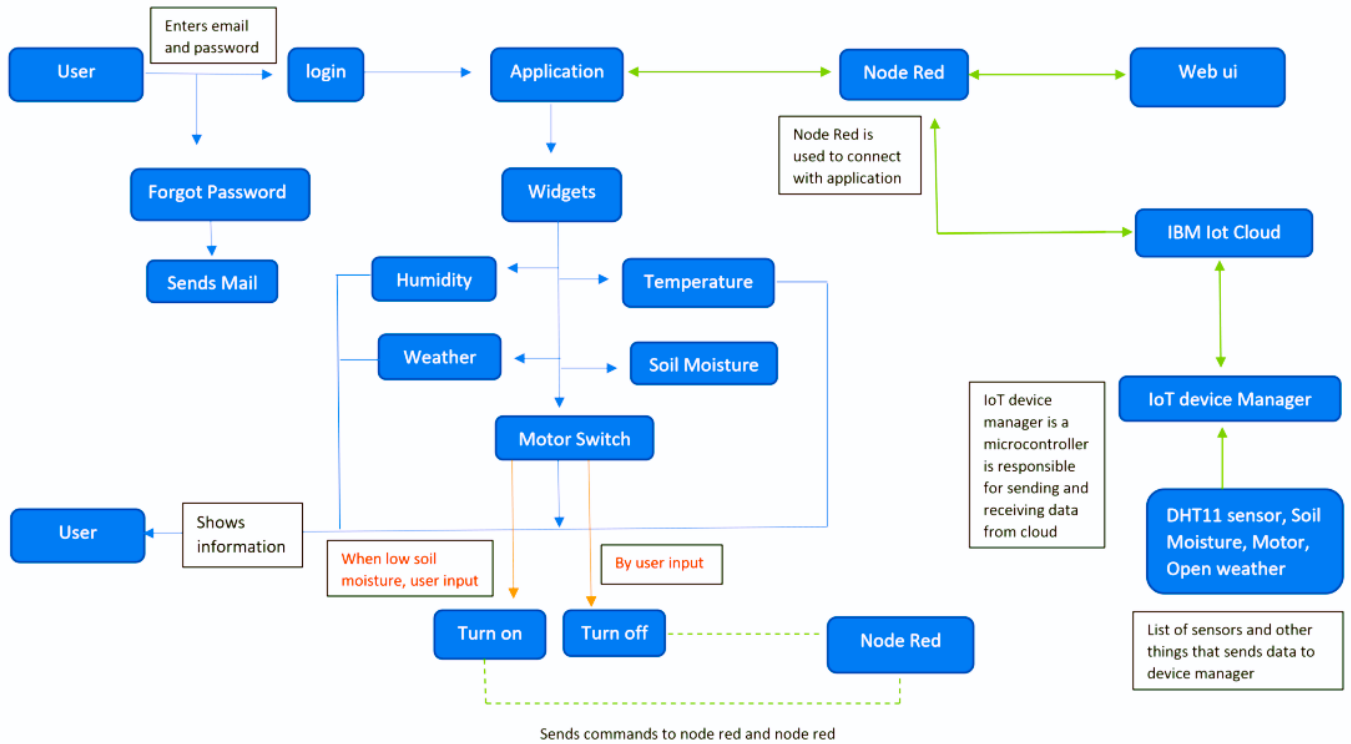 Enters email
and password
User
login
Application
Node Red
Web ui
Node Red is
used to connect
with application
Forgot Password
Widgets
IBM Iot Cloud
Sends Mail
Humidity
Temperature
Weather
Soil Moisture
IoT device Manager
IoT device
manager is a
microcontroller
is responsible
for sending and
receiving data
from cloud
Motor Switch
User
Shows
information
DHT11 sensor, Soil
Moisture, Motor,
Open weather
When low soil
moisture, user input
By user input
Turn on
Turn off
Node Red
List of sensors and other
things that sends data to
device manager
Sends commands to node red and node red